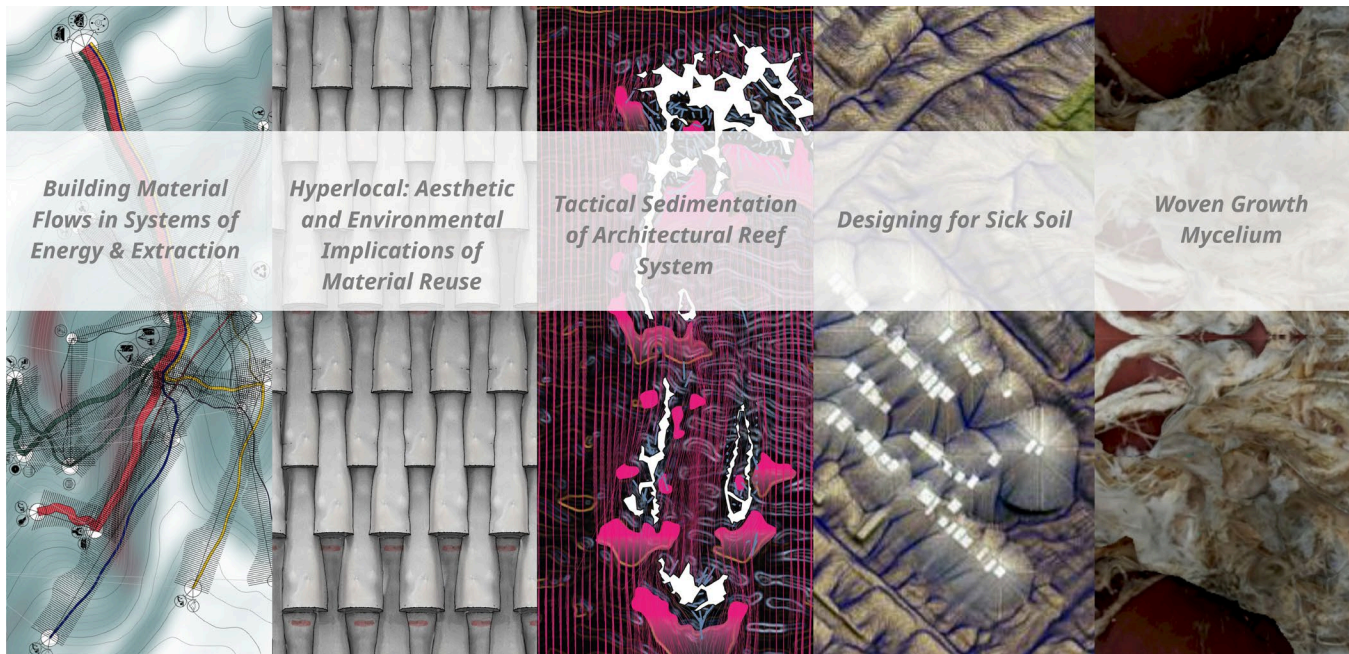 Building Material
Flows in Systems of
Energy & Extraction
Hyperlocal: Aesthetic
and Environmental
Implications of
Material Reuse
Tactical Sedimentation
of Architectural Reef
System
Designing for Sick Soil
Woven Growth
Mycelium